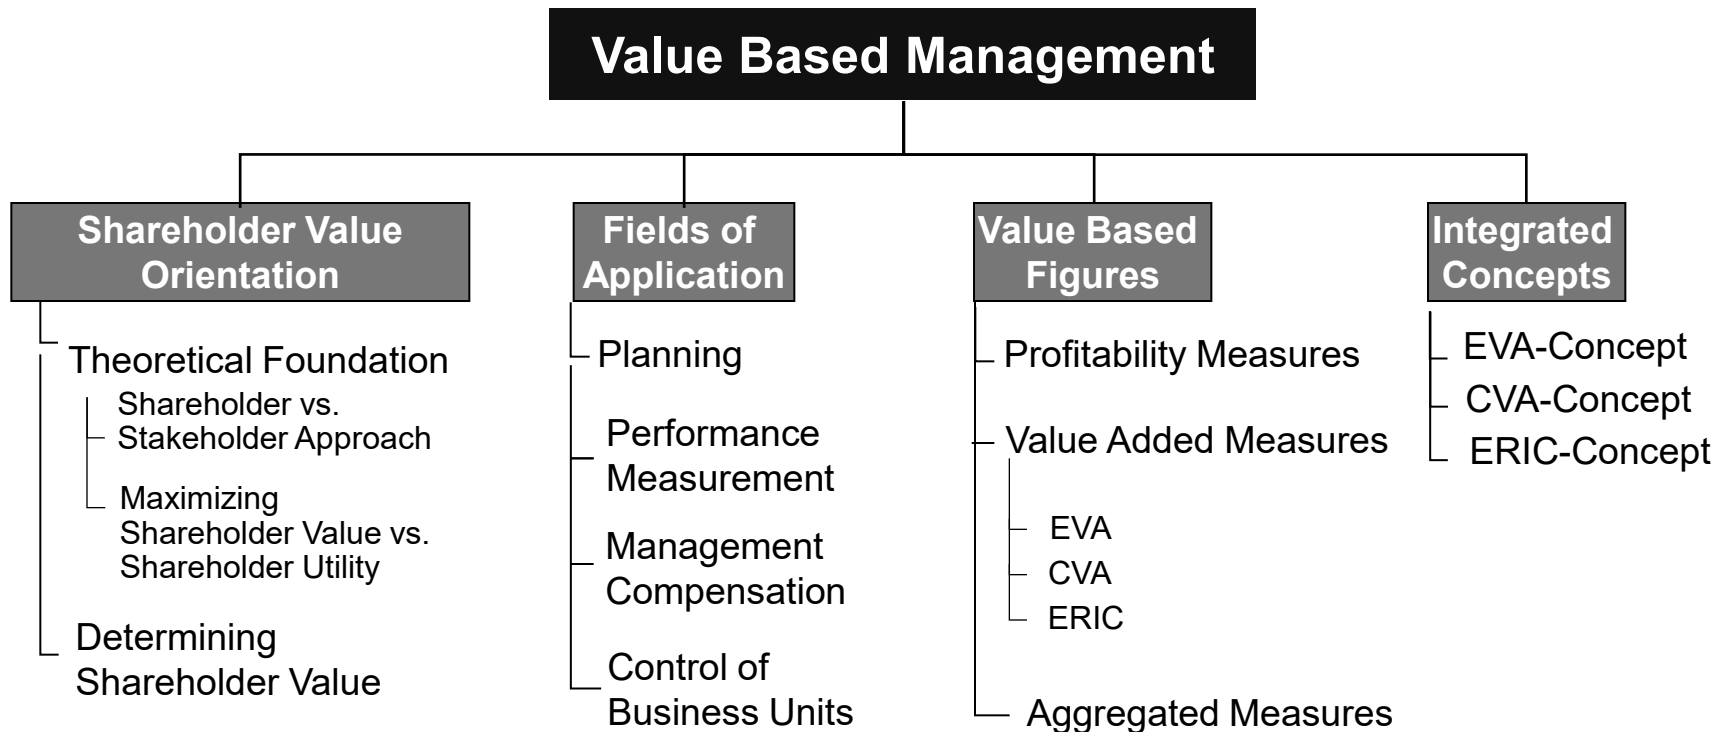 Value Based Management
Shareholder Value
Orientation
Theoretical Foundation
Shareholder vs.
Stakeholder Approach
Maximizing
Shareholder Value vs.
Shareholder Utility
Determining
Shareholder Value
Fields of
Application
Planning
Performance
Measurement
Management
Compensation
Control of
Business Units
Value Based
Figures
Profitability Measures
Value Added Measures
EVA
CVA
ERIC
Aggregated Measures
Integrated
Concepts
EVA-Concept
CVA-Concept
ERIC-Concept